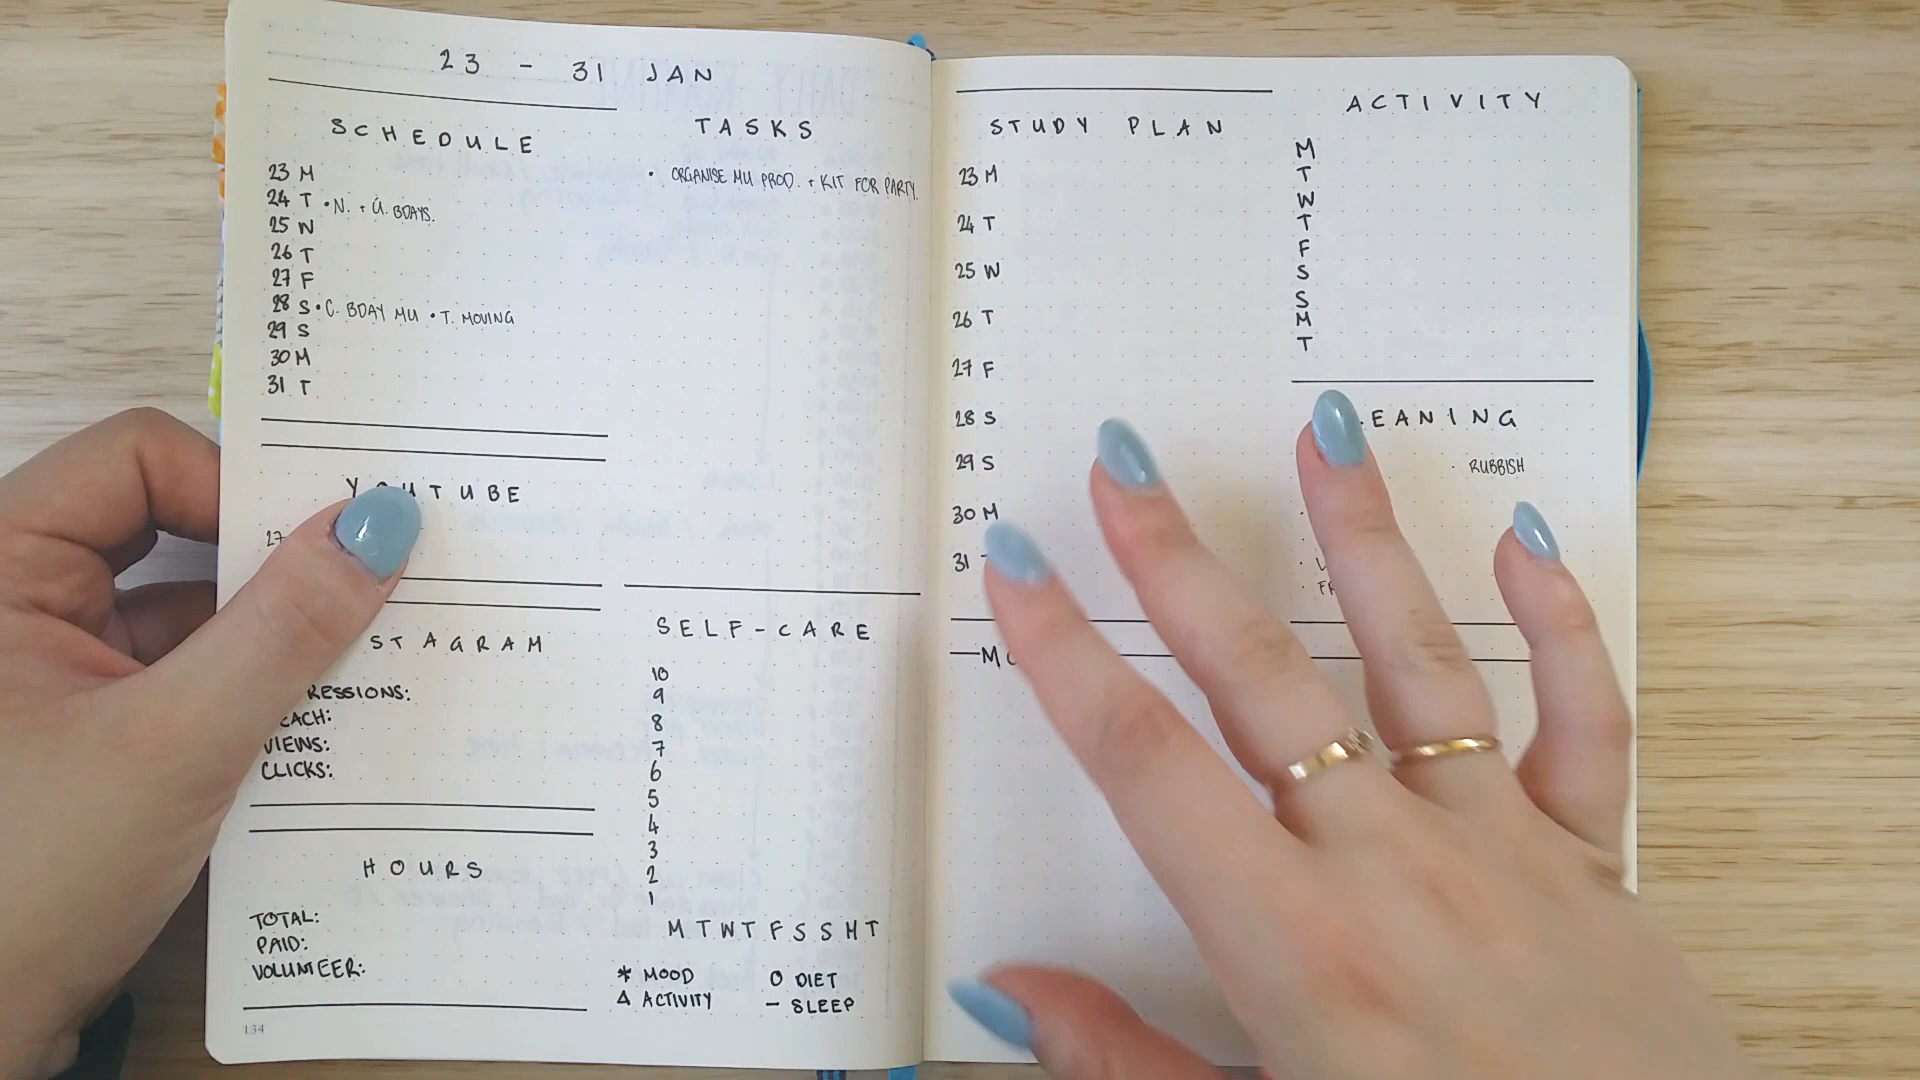 23 - 31 JAN
SCHEDULE
23 M
24 T • N. + Ú. BDAYS.
25 W
26 T
27 F
28 S • C. BDAY MU • T. MOVING
29 S
30 M
31 T
YOUTUBE
27
STAGRAM
RESSIONS:
EACH:
VIEWS:
CLICKS:
HOURS
TOTAL:
PAID:
VOLUNTEER:
134
TASKS
• ORGANISE MU PROD. + KIT FOR PARTY.
SELF-CARE
10
9
8
7
6
5
4
3
2
1
M T W T F S S M T
* MOOD O DIET
Δ ACTIVITY – SLEEP
STUDY PLAN
23 M
24 T
25 W
26 T
27 F
28 S
29 S
30 M
31
ACTIVITY
M
T
W
T
F
S
S
M
T
EANING
· RUBBISH